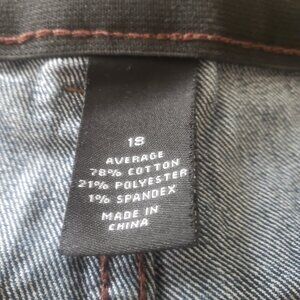 18
AVERAGE
78% COTTON
21% POLYESTER
1% SPANDEX
MADE IN
CHINA